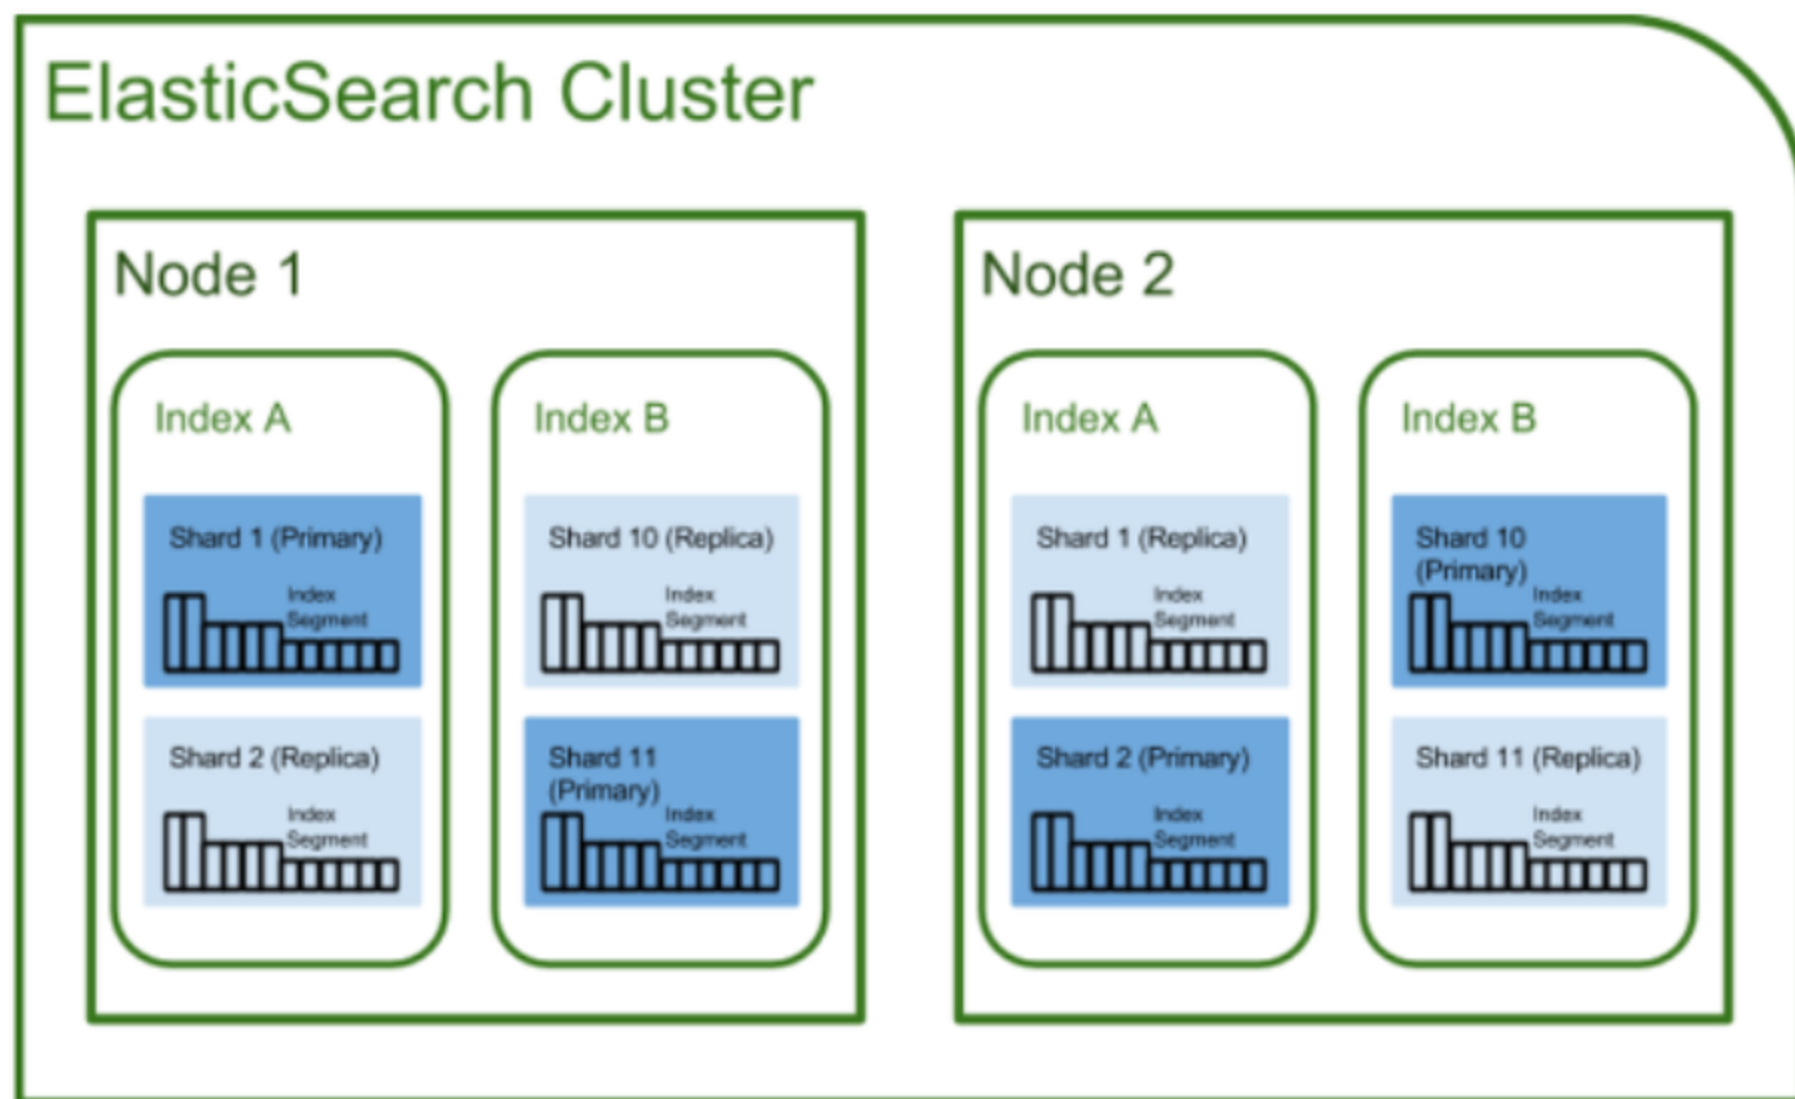 ElasticSearch Cluster
Node 1
Index A
Shard 1 (Primary)
Index
Segment
Shard 2 (Replica)
Index
Segment
Index B
Shard 10 (Replica)
Index
Segment
Shard 11
(Primary)
Index
Segment
Node 2
Index A
Shard 1 (Replica)
Index
Segment
Shard 2 (Primary)
Index
Segment
Index B
Shard 10
(Primary)
Index
Segment
Shard 11 (Replica)
Index
Segment